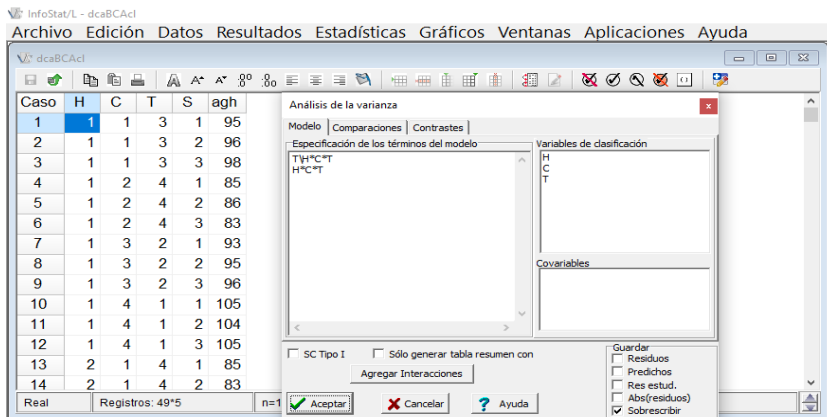 InfoStat/L - dcaBCAcl
Archivo Edición Datos Resultados Estadísticas Gráficos Ventanas Aplicaciones Ayuda
dcaBCAcl
Caso H C T S agh
1 1 1 3 1 95
2 1 1 3 2 96
3 1 1 3 3 98
4 1 2 4 1 85
5 1 2 4 2 86
6 1 2 4 3 83
7 1 3 2 1 93
8 1 3 2 2 95
9 1 3 2 3 96
10 1 4 1 1 105
11 1 4 1 2 104
12 1 4 1 3 105
13 2 1 4 1 85
14 2 1 4 2 83
Real Registros: 49*5 n=1
Análisis de la varianza
Modelo Comparaciones Contrastes
Especificación de los términos del modelo
T\H*C*T
H*C*T
Variables de clasificación
H
C
T
Covariables
SC Tipo I Sólo generar tabla resumen con
Agregar Interacciones
Guardar
Residuos
Predichos
Res estud.
Abs(residuos)
Sobrescribir
Aceptar Cancelar Ayuda